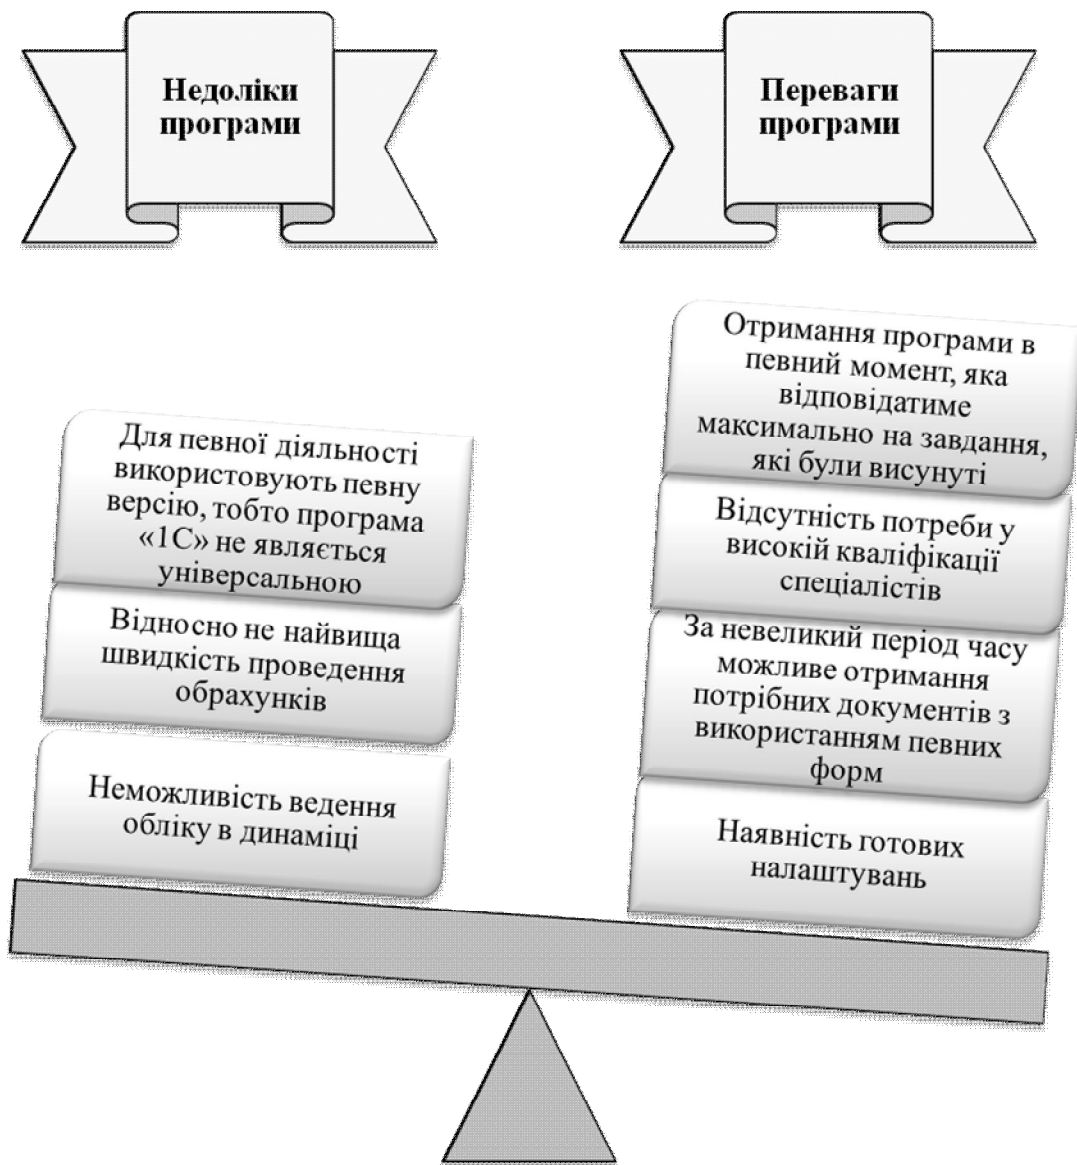 Недоліки
програми
Переваги
програми
Для певної діяльності
використовують певну
версію, тобто програма
«1С» не являється
універсальною
Відносно не найвища
швидкість проведення
обрахунків
Неможливість ведення
обліку в динаміці
Отримання програми в
певний момент, яка
відповідатиме
максимально на завдання,
які були висунуті
Відсутність потреби у
високій кваліфікації
спеціалістів
За невеликий період часу
можливе отримання
потрібних документів з
використанням певних
форм
Наявність готових
налаштувань